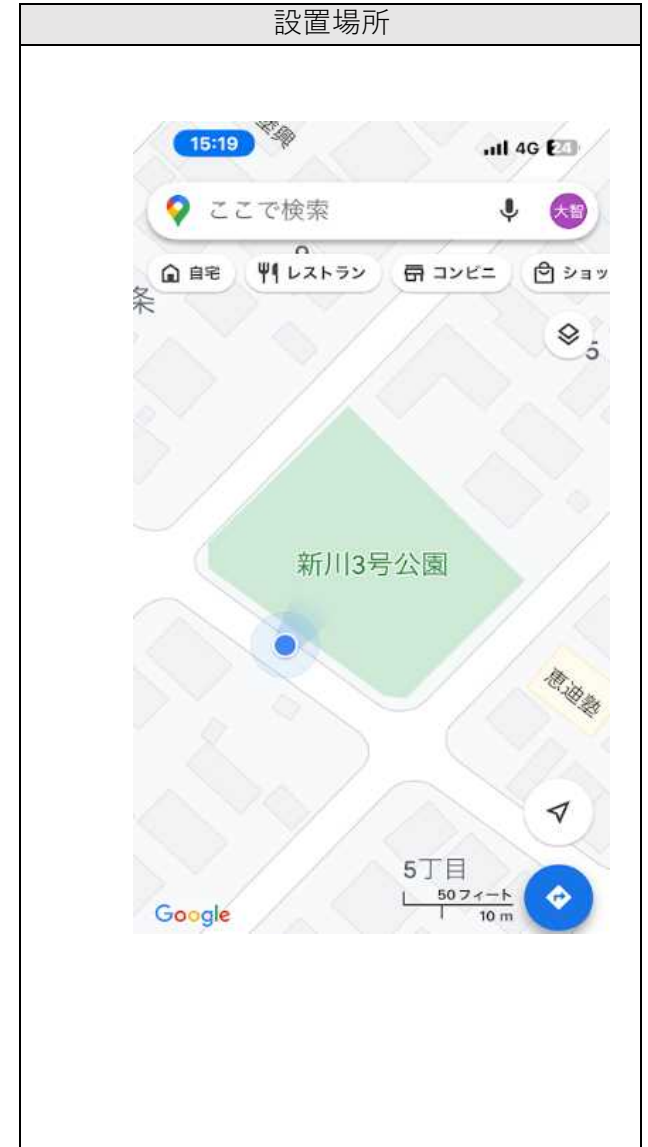 設置場所
15:19
4G 24
ここで検索
大智
自宅
レストラン
コンビニ
ショッ
条
5
新川3号公園
恵迪塾
5丁目
50フィート
10 m
Google